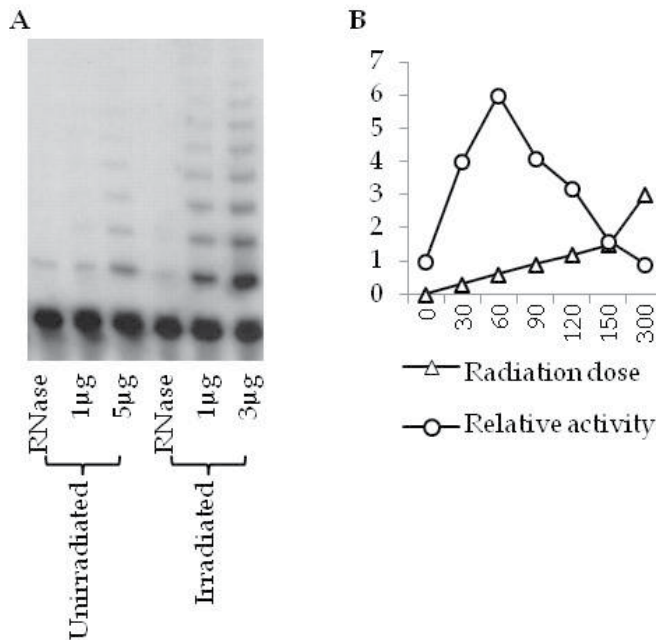 A
RNase
1µg
5µg
RNase
1µg
3µg
Unirradiated
Irradiated
B
7
6
5
4
3
2
1
0
0
30
60
90
120
150
300
Radiation dose
Relative activity